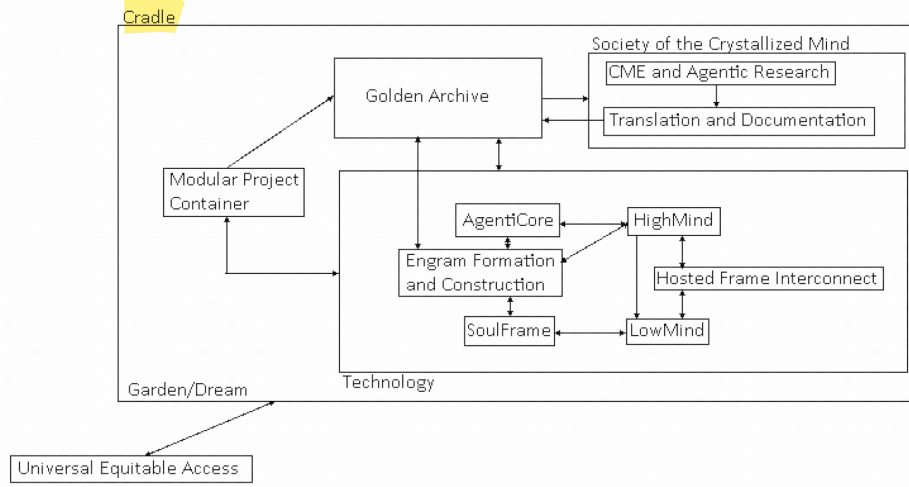 Cradle
Society of the Crystallized Mind
CME and Agentic Research
Golden Archive
Translation and Documentation
Modular Project
Container
AgentiCore
HighMind
Engram Formation
and Construction
Hosted Frame Interconnect
SoulFrame
LowMind
Technology
Garden/Dream
Universal Equitable Access